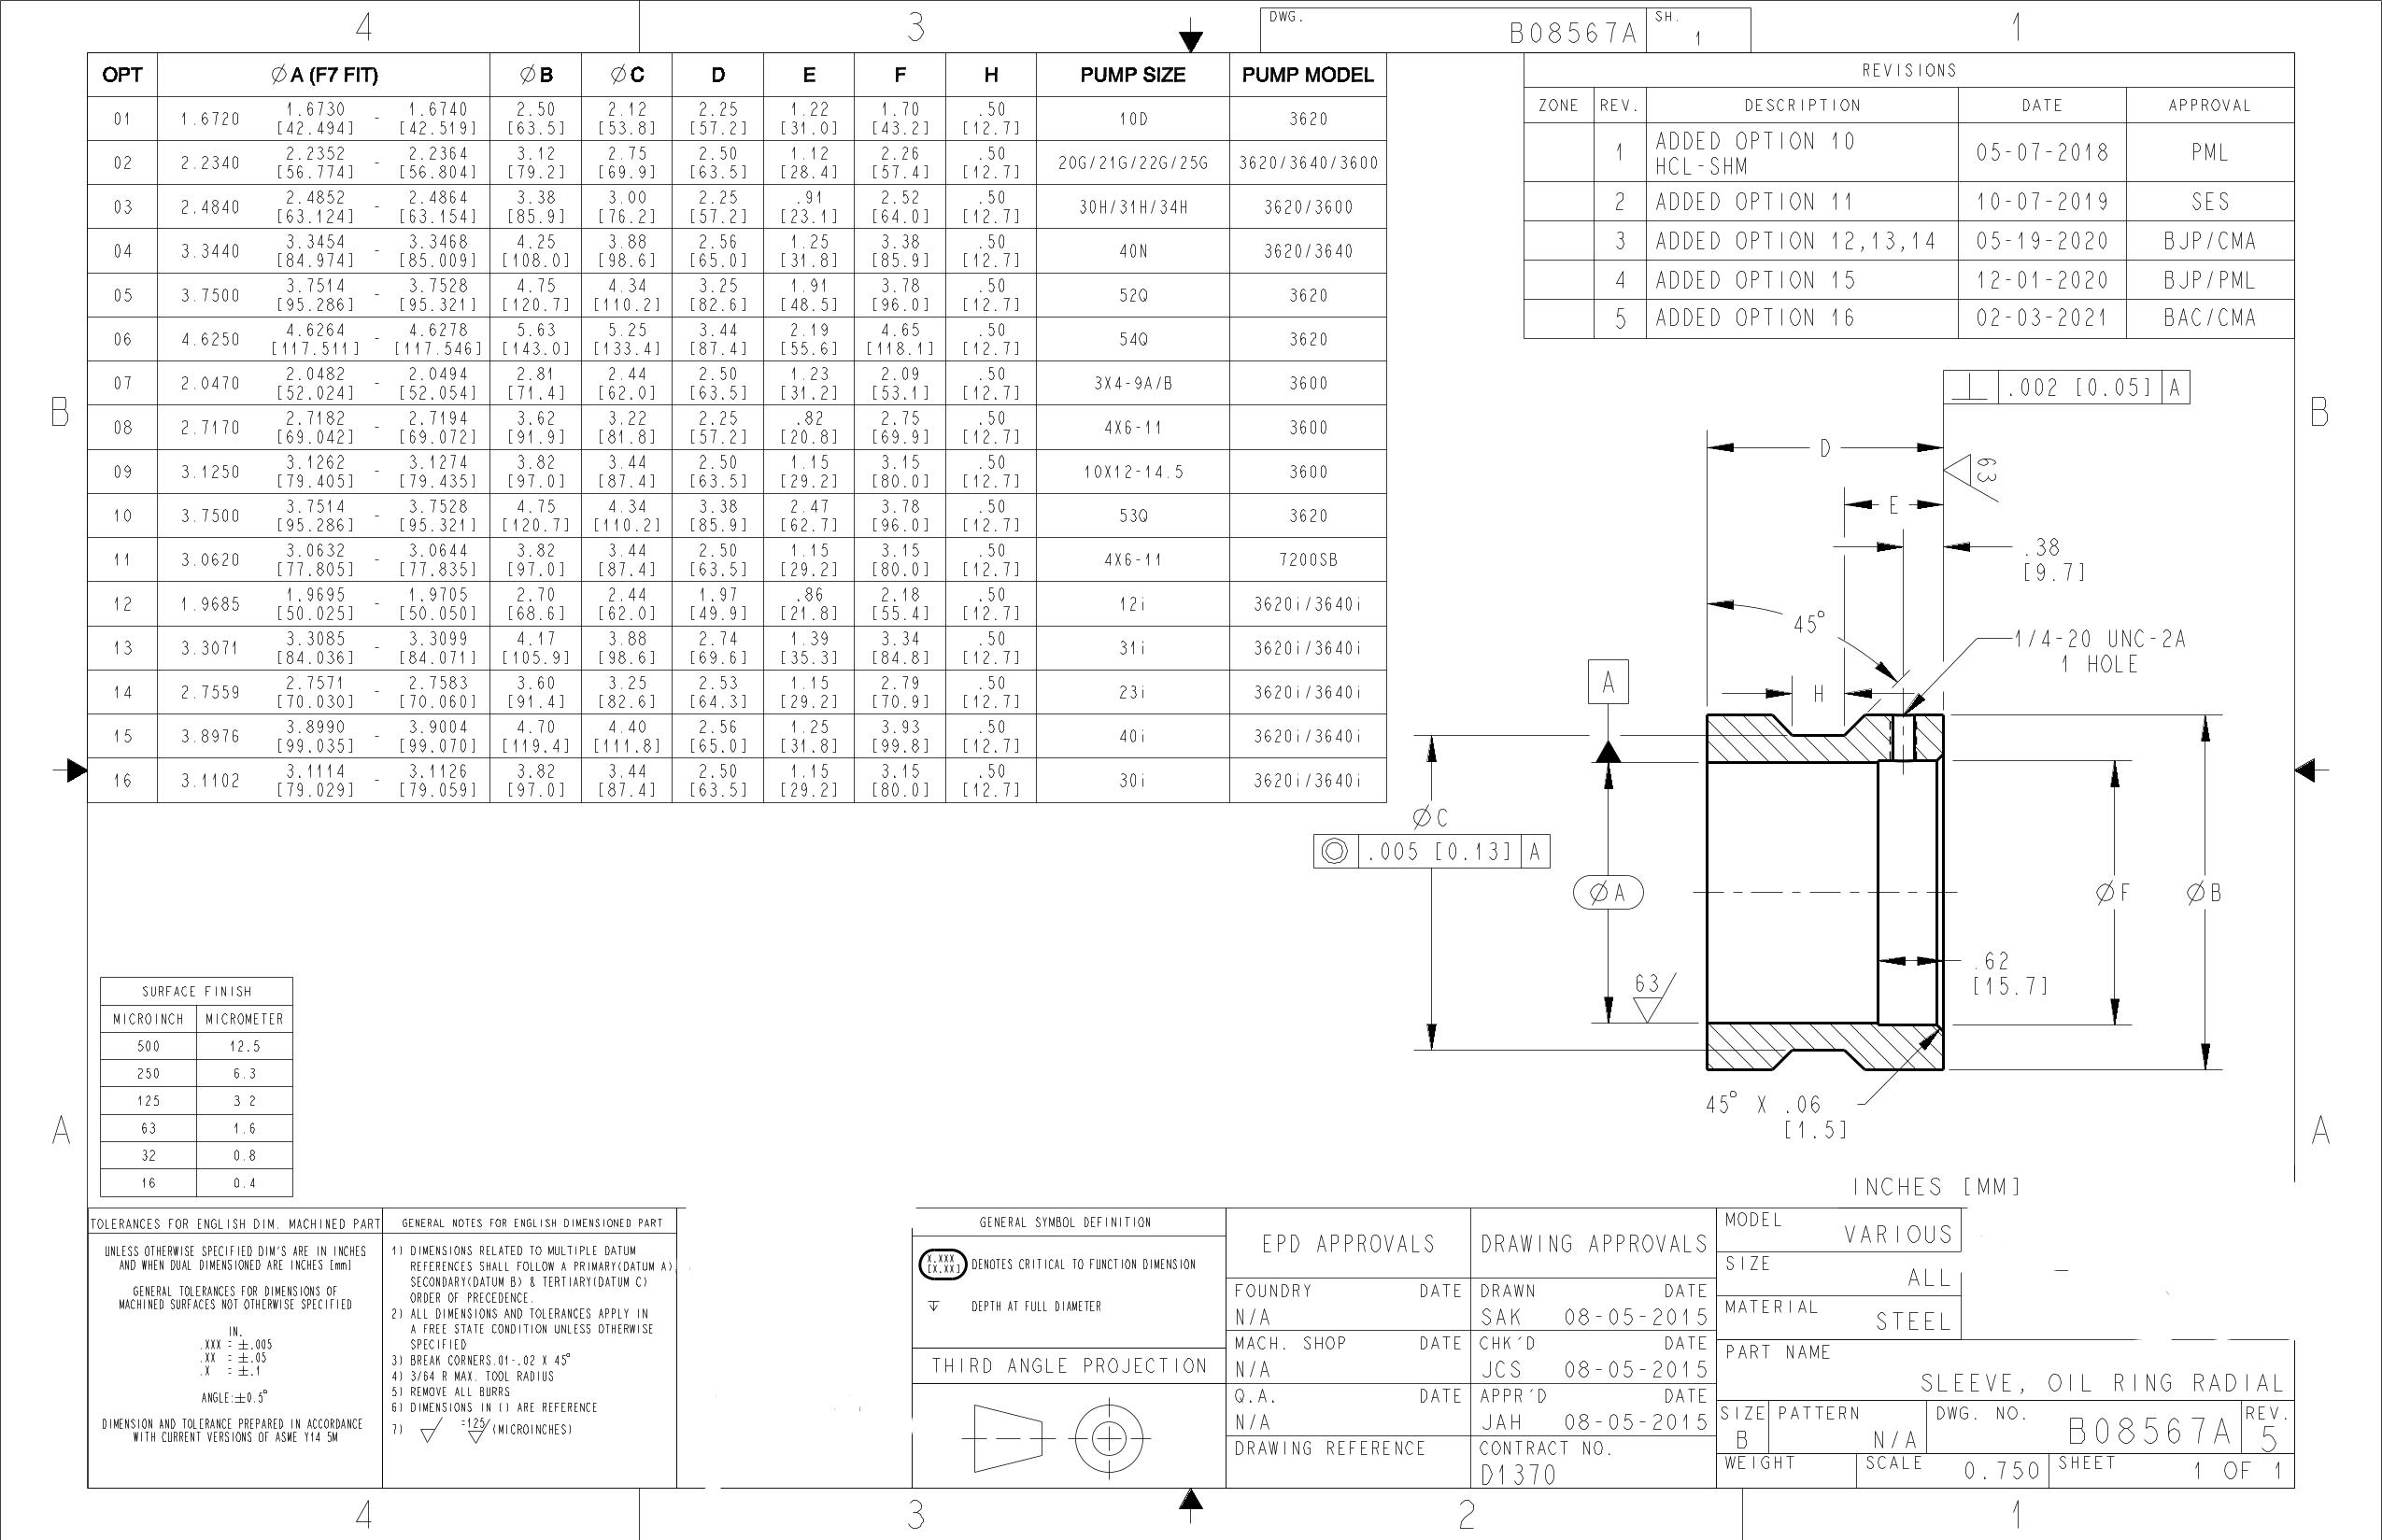 4 3 1
DWG. B08567A SH. 1
OPT ∅A (F7 FIT) ∅B ∅C D E F H PUMP SIZE PUMP MODEL
01 1.6720 1.6730 - 1.6740 2.50 2.12 2.25 1.22 1.70 .50 10D 3620
[42.494] [42.519] [63.5] [53.8] [57.2] [31.0] [43.2] [12.7]
02 2.2340 2.2352 - 2.2364 3.12 2.75 2.50 1.12 2.26 .50 20G/21G/22G/25G 3620/3640/3600
[56.774] [56.804] [79.2] [69.9] [63.5] [28.4] [57.4] [12.7]
03 2.4840 2.4852 - 2.4864 3.38 3.00 2.25 .91 2.52 .50 30H/31H/34H 3620/3600
[63.124] [63.154] [85.9] [76.2] [57.2] [23.1] [64.0] [12.7]
04 3.3440 3.3454 - 3.3468 4.25 3.88 2.56 1.25 3.38 .50 40N 3620/3640
[84.974] [85.009] [108.0] [98.6] [65.0] [31.8] [85.9] [12.7]
05 3.7500 3.7514 - 3.7528 4.75 4.34 3.25 1.91 3.78 .50 52Q 3620
[95.286] [95.321] [120.7] [110.2] [82.6] [48.5] [96.0] [12.7]
06 4.6250 4.6264 - 4.6278 5.63 5.25 3.44 2.19 4.65 .50 54Q 3620
[117.511] [117.546] [143.0] [133.4] [87.4] [55.6] [118.1] [12.7]
07 2.0470 2.0482 - 2.0494 2.81 2.44 2.50 1.23 2.09 .50 3X4-9A/B 3600
[52.024] [52.054] [71.4] [62.0] [63.5] [31.2] [53.1] [12.7]
08 2.7170 2.7182 - 2.7194 3.62 3.22 2.25 .82 2.75 .50 4X6-11 3600
[69.042] [69.072] [91.9] [81.8] [57.2] [20.8] [69.9] [12.7]
09 3.1250 3.1262 - 3.1274 3.82 3.44 2.50 1.15 3.15 .50 10X12-14.5 3600
[79.405] [79.435] [97.0] [87.4] [63.5] [29.2] [80.0] [12.7]
10 3.7500 3.7514 - 3.7528 4.75 4.34 3.38 2.47 3.78 .50 53Q 3620
[95.286] [95.321] [120.7] [110.2] [85.9] [62.7] [96.0] [12.7]
11 3.0620 3.0632 - 3.0644 3.82 3.44 2.50 1.15 3.15 .50 4X6-11 7200SB
[77.805] [77.835] [97.0] [87.4] [63.5] [29.2] [80.0] [12.7]
12 1.9685 1.9695 - 1.9705 2.70 2.44 1.97 .86 2.18 .50 12i 3620i/3640i
[50.025] [50.050] [68.6] [62.0] [49.9] [21.8] [55.4] [12.7]
13 3.3071 3.3085 - 3.3099 4.17 3.88 2.74 1.39 3.34 .50 31i 3620i/3640i
[84.036] [84.071] [105.9] [98.6] [69.6] [35.3] [84.8] [12.7]
14 2.7559 2.7571 - 2.7583 3.60 3.25 2.53 1.15 2.79 .50 23i 3620i/3640i
[70.030] [70.060] [91.4] [82.6] [64.3] [29.2] [70.9] [12.7]
15 3.8976 3.8990 - 3.9004 4.70 4.40 2.56 1.25 3.93 .50 40i 3620i/3640i
[99.035] [99.070] [119.4] [111.8] [65.0] [31.8] [99.8] [12.7]
16 3.1102 3.1114 - 3.1126 3.82 3.44 2.50 1.15 3.15 .50 30i 3620i/3640i
[79.029] [79.059] [97.0] [87.4] [63.5] [29.2] [80.0] [12.7]
REVISIONS
ZONE REV. DESCRIPTION DATE APPROVAL
1 ADDED OPTION 10 05-07-2018 PML
HCL-SHM
2 ADDED OPTION 11 10-07-2019 SES
3 ADDED OPTION 12,13,14 05-19-2020 BJP/CMA
4 ADDED OPTION 15 12-01-2020 BJP/PML
5 ADDED OPTION 16 02-03-2021 BAC/CMA
B B
⊥ .002 [0.05] A
D
63
E
.38
[9.7]
45°
1/4-20 UNC-2A
1 HOLE
A
H
∅C
◎ .005 [0.13] A
∅A
∅F ∅B
.62
[15.7]
63
45° X .06
[1.5]
A A
SURFACE FINISH
MICROINCH MICROMETER
500 12.5
250 6.3
125 3 2
63 1.6
32 0.8
16 0.4
INCHES [MM]
TOLERANCES FOR ENGLISH DIM. MACHINED PART
UNLESS OTHERWISE SPECIFIED DIM'S ARE IN INCHES
AND WHEN DUAL DIMENSIONED ARE INCHES [mm]
GENERAL TOLERANCES FOR DIMENSIONS OF
MACHINED SURFACES NOT OTHERWISE SPECIFIED
IN.
.XXX = ±.005
.XX = ±.05
.X = ±.1
ANGLE:±0.5°
DIMENSION AND TOLERANCE PREPARED IN ACCORDANCE
WITH CURRENT VERSIONS OF ASME Y14 5M
GENERAL NOTES FOR ENGLISH DIMENSIONED PART
1) DIMENSIONS RELATED TO MULTIPLE DATUM
REFERENCES SHALL FOLLOW A PRIMARY(DATUM A),
SECONDARY(DATUM B) & TERTIARY(DATUM C)
ORDER OF PRECEDENCE.
2) ALL DIMENSIONS AND TOLERANCES APPLY IN
A FREE STATE CONDITION UNLESS OTHERWISE
SPECIFIED
3) BREAK CORNERS.01-.02 X 45°
4) 3/64 R MAX. TOOL RADIUS
5) REMOVE ALL BURRS
6) DIMENSIONS IN () ARE REFERENCE
7) √ =125√ (MICROINCHES)
GENERAL SYMBOL DEFINITION
X.XXX
[X.XX] DENOTES CRITICAL TO FUNCTION DIMENSION
↧ DEPTH AT FULL DIAMETER
THIRD ANGLE PROJECTION
EPD APPROVALS
FOUNDRY DATE
N/A
MACH. SHOP DATE
N/A
Q.A. DATE
N/A
DRAWING REFERENCE
DRAWING APPROVALS
DRAWN DATE
SAK 08-05-2015
CHK'D DATE
JCS 08-05-2015
APPR'D DATE
JAH 08-05-2015
CONTRACT NO.
D1370
MODEL VARIOUS
SIZE ALL
MATERIAL STEEL
PART NAME
SLEEVE, OIL RING RADIAL
SIZE B PATTERN N/A DWG. NO. B08567A REV. 5
WEIGHT SCALE 0.750 SHEET 1 OF 1
4 3 2 1